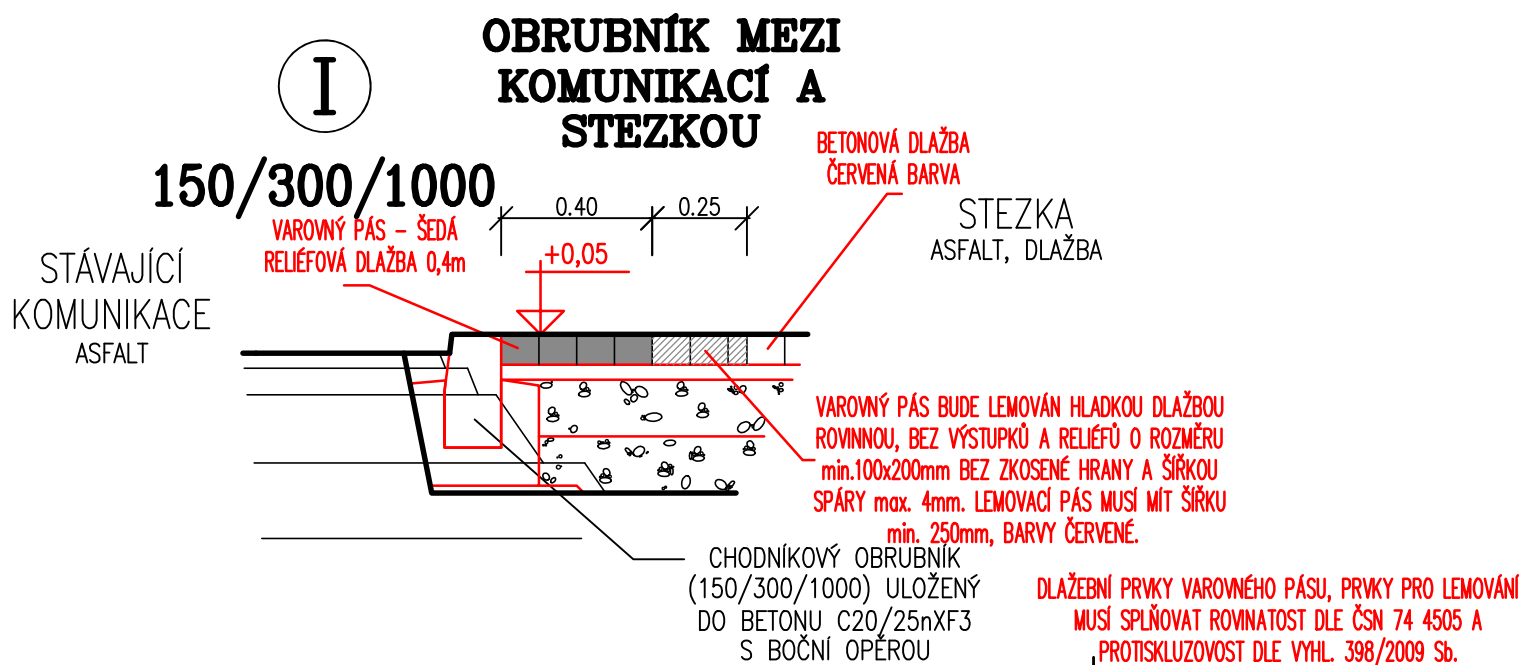 I
OBRUBNÍK MEZI
KOMUNIKACÍ A
STEZKOU
150/300/1000
BETONOVÁ DLAŽBA
ČERVENÁ BARVA
VAROVNÝ PÁS – ŠEDÁ
RELIÉFOVÁ DLAŽBA 0,4m
0.40
0.25
+0,05
STEZKA
ASFALT, DLAŽBA
STÁVAJÍCÍ
KOMUNIKACE
ASFALT
VAROVNÝ PÁS BUDE LEMOVÁN HLADKOU DLAŽBOU
ROVINNOU, BEZ VÝSTUPKŮ A RELIÉFŮ O ROZMĚRU
min.100x200mm BEZ ZKOSENÉ HRANY A ŠÍŘKOU
SPÁRY max. 4mm. LEMOVACÍ PÁS MUSÍ MÍT ŠÍŘKU
min. 250mm, BARVY ČERVENÉ.
CHODNÍKOVÝ OBRUBNÍK
(150/300/1000) ULOŽENÝ
DO BETONU C20/25nXF3
S BOČNÍ OPĚROU
DLAŽEBNÍ PRVKY VAROVNÉHO PÁSU, PRVKY PRO LEMOVÁNÍ
MUSÍ SPLŇOVAT ROVINATOST DLE ČSN 74 4505 A
PROTISKLUZOVOST DLE VYHL. 398/2009 Sb.